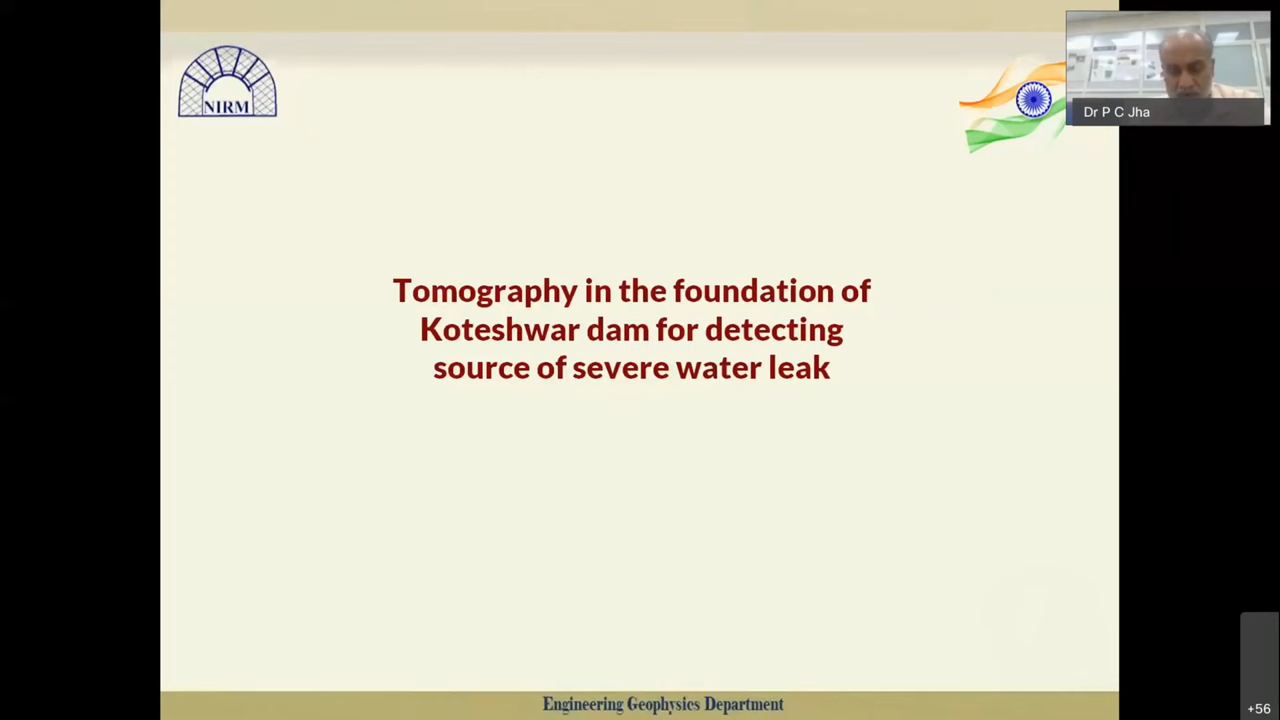 NIRM
Dr P C Jha
Tomography in the foundation of
Koteshwar dam for detecting
source of severe water leak
Engineering Geophysics Department
+56